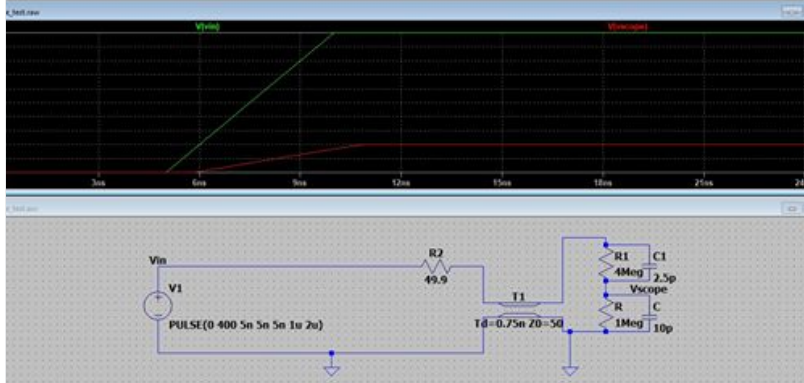 x_test.raw
V(vin) V(vscope)
3ns 6ns 9ns 12ns 15ns 18ns 21ns 24
x_test.asc
Vin
V1
PULSE(0 400 5n 5n 5n 1u 2u)
R2
49.9
T1
Td=0.75n Z0=50
R1
4Meg
C1
2.5p
Vscope
R
1Meg
C
10p